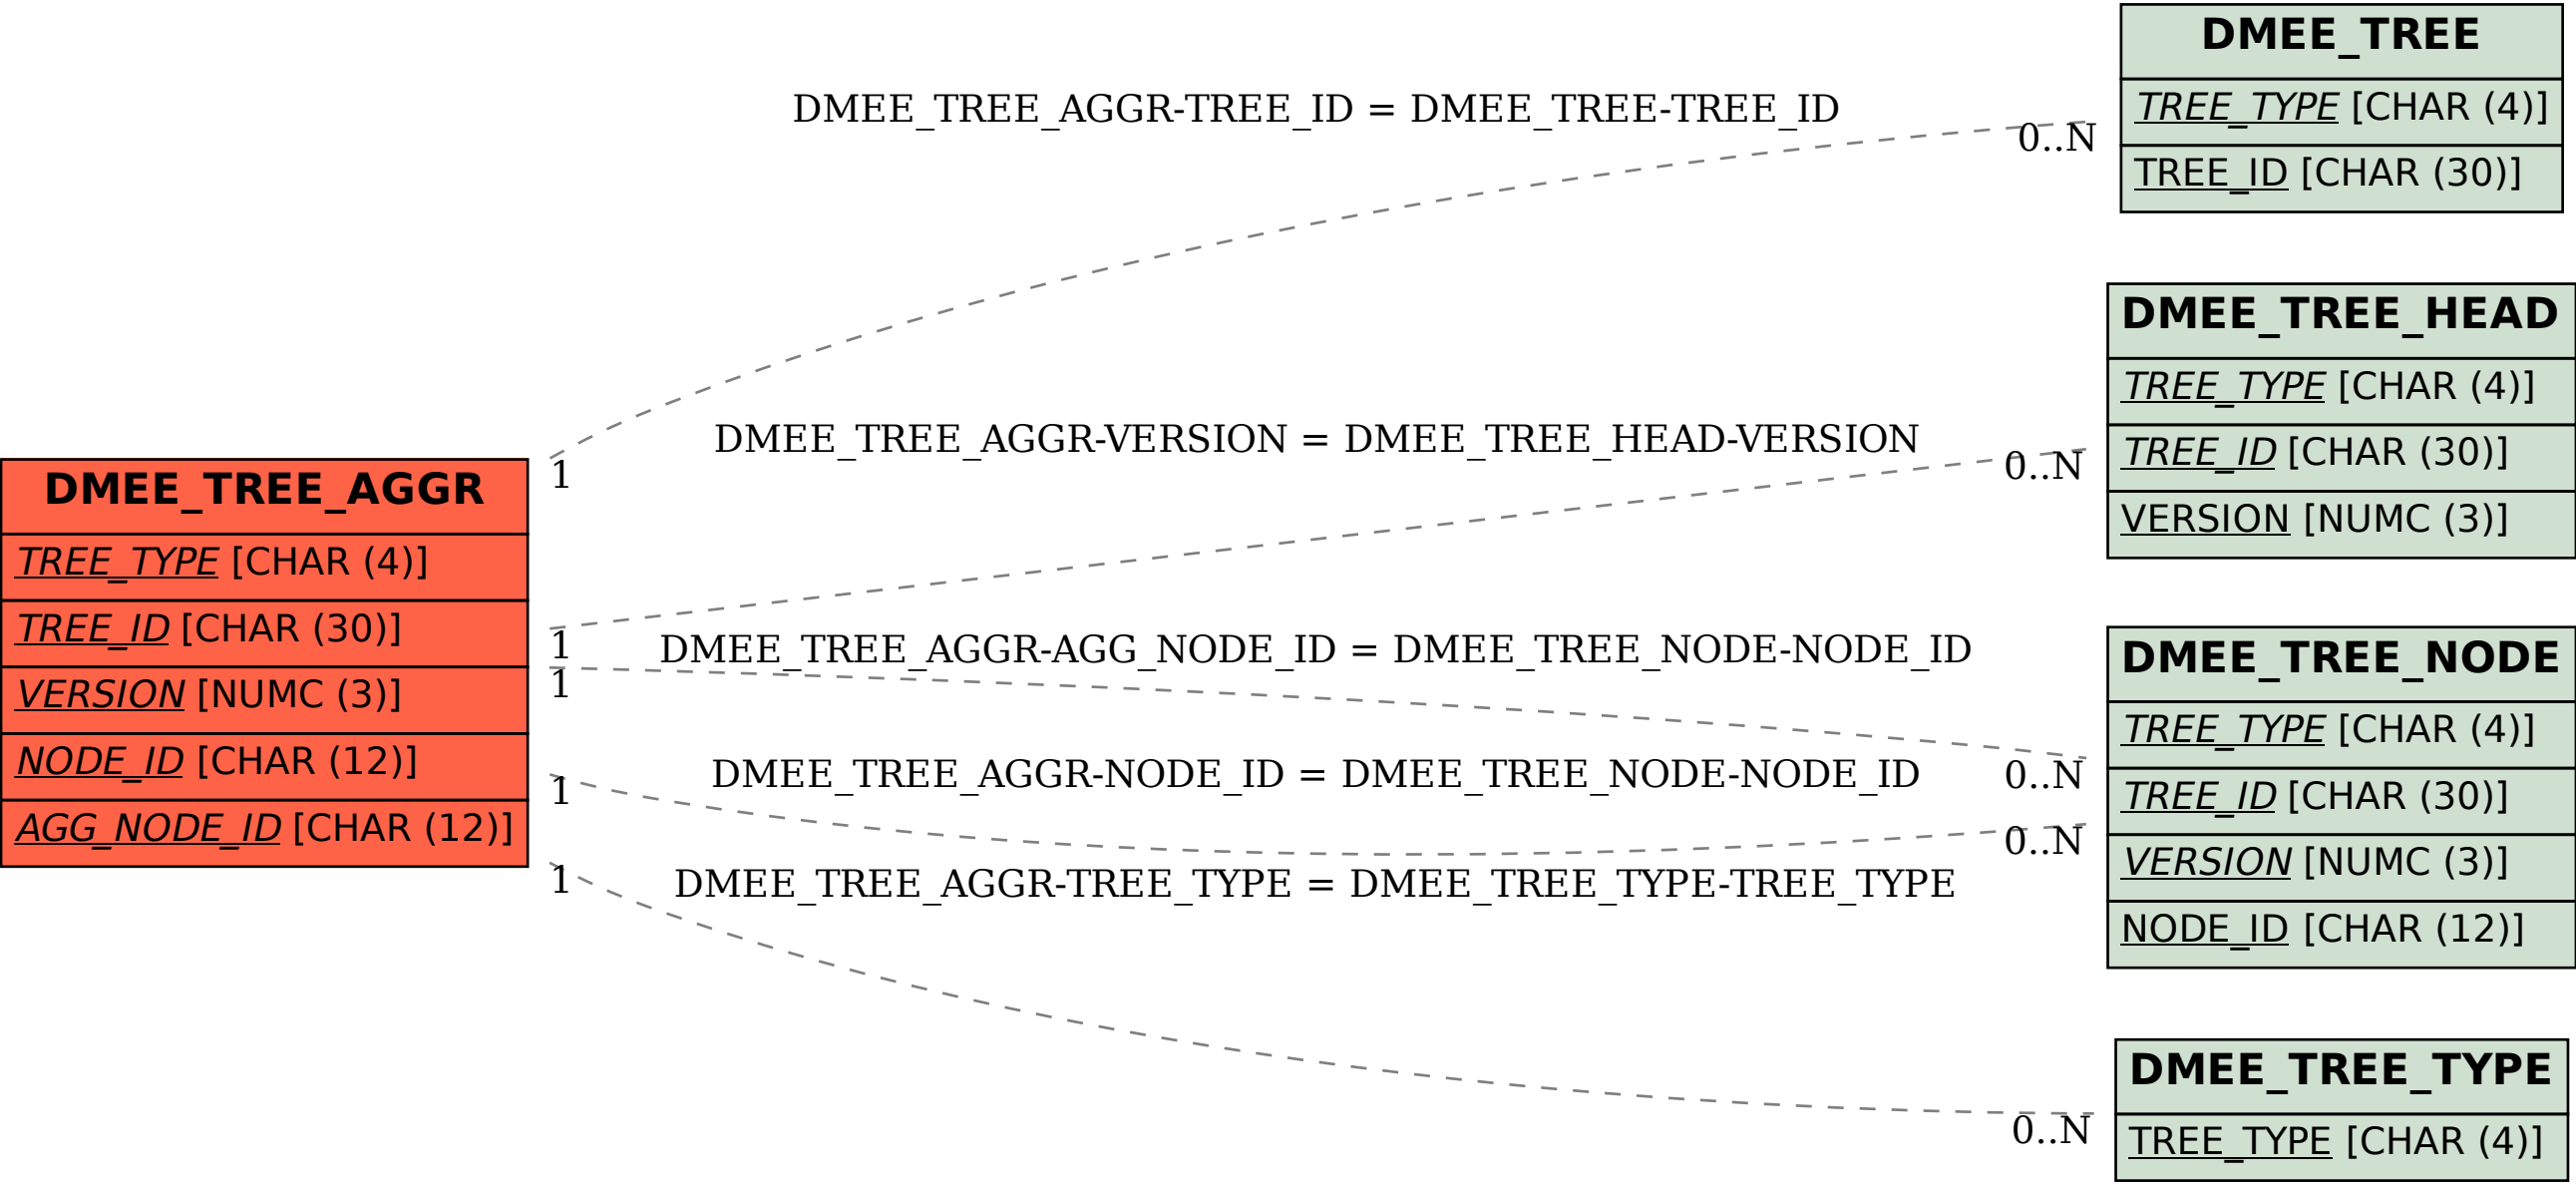 DMEE_TREE_AGGR
TREE_TYPE [CHAR (4)]
TREE_ID [CHAR (30)]
VERSION [NUMC (3)]
NODE_ID [CHAR (12)]
AGG_NODE_ID [CHAR (12)]
DMEE_TREE_AGGR-TREE_ID = DMEE_TREE-TREE_ID
1
0..N
DMEE_TREE_AGGR-VERSION = DMEE_TREE_HEAD-VERSION
1
0..N
DMEE_TREE_AGGR-AGG_NODE_ID = DMEE_TREE_NODE-NODE_ID
1
0..N
DMEE_TREE_AGGR-NODE_ID = DMEE_TREE_NODE-NODE_ID
1
0..N
DMEE_TREE_AGGR-TREE_TYPE = DMEE_TREE_TYPE-TREE_TYPE
1
0..N
DMEE_TREE
TREE_TYPE [CHAR (4)]
TREE_ID [CHAR (30)]
DMEE_TREE_HEAD
TREE_TYPE [CHAR (4)]
TREE_ID [CHAR (30)]
VERSION [NUMC (3)]
DMEE_TREE_NODE
TREE_TYPE [CHAR (4)]
TREE_ID [CHAR (30)]
VERSION [NUMC (3)]
NODE_ID [CHAR (12)]
DMEE_TREE_TYPE
TREE_TYPE [CHAR (4)]